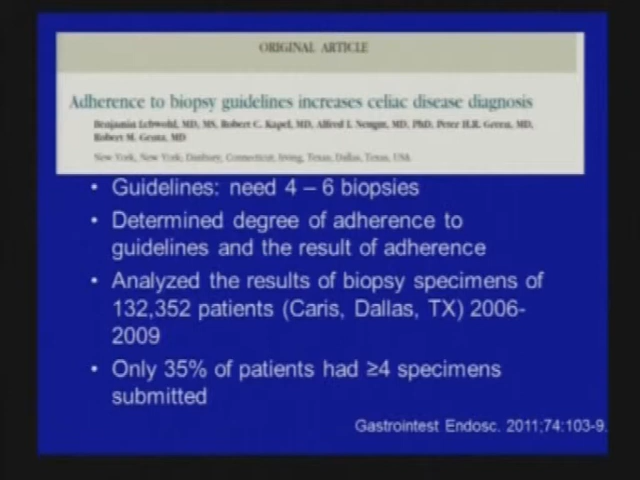 ORIGINAL ARTICLE
Adherence to biopsy guidelines increases celiac disease diagnosis
Benjamin Lebwohl, MD, MS, Robert C. Kapel, MD, Alfred I. Neugut, MD, PhD, Peter H.R. Green, MD,
Robert M. Genta, MD
New York, New York; Danbury, Connecticut; Irving, Texas, Dallas, Texas, USA
• Guidelines: need 4 – 6 biopsies
• Determined degree of adherence to
guidelines and the result of adherence
• Analyzed the results of biopsy specimens of
132,352 patients (Caris, Dallas, TX) 2006-
2009
• Only 35% of patients had ≥4 specimens
submitted
Gastrointest Endosc. 2011;74:103-9.